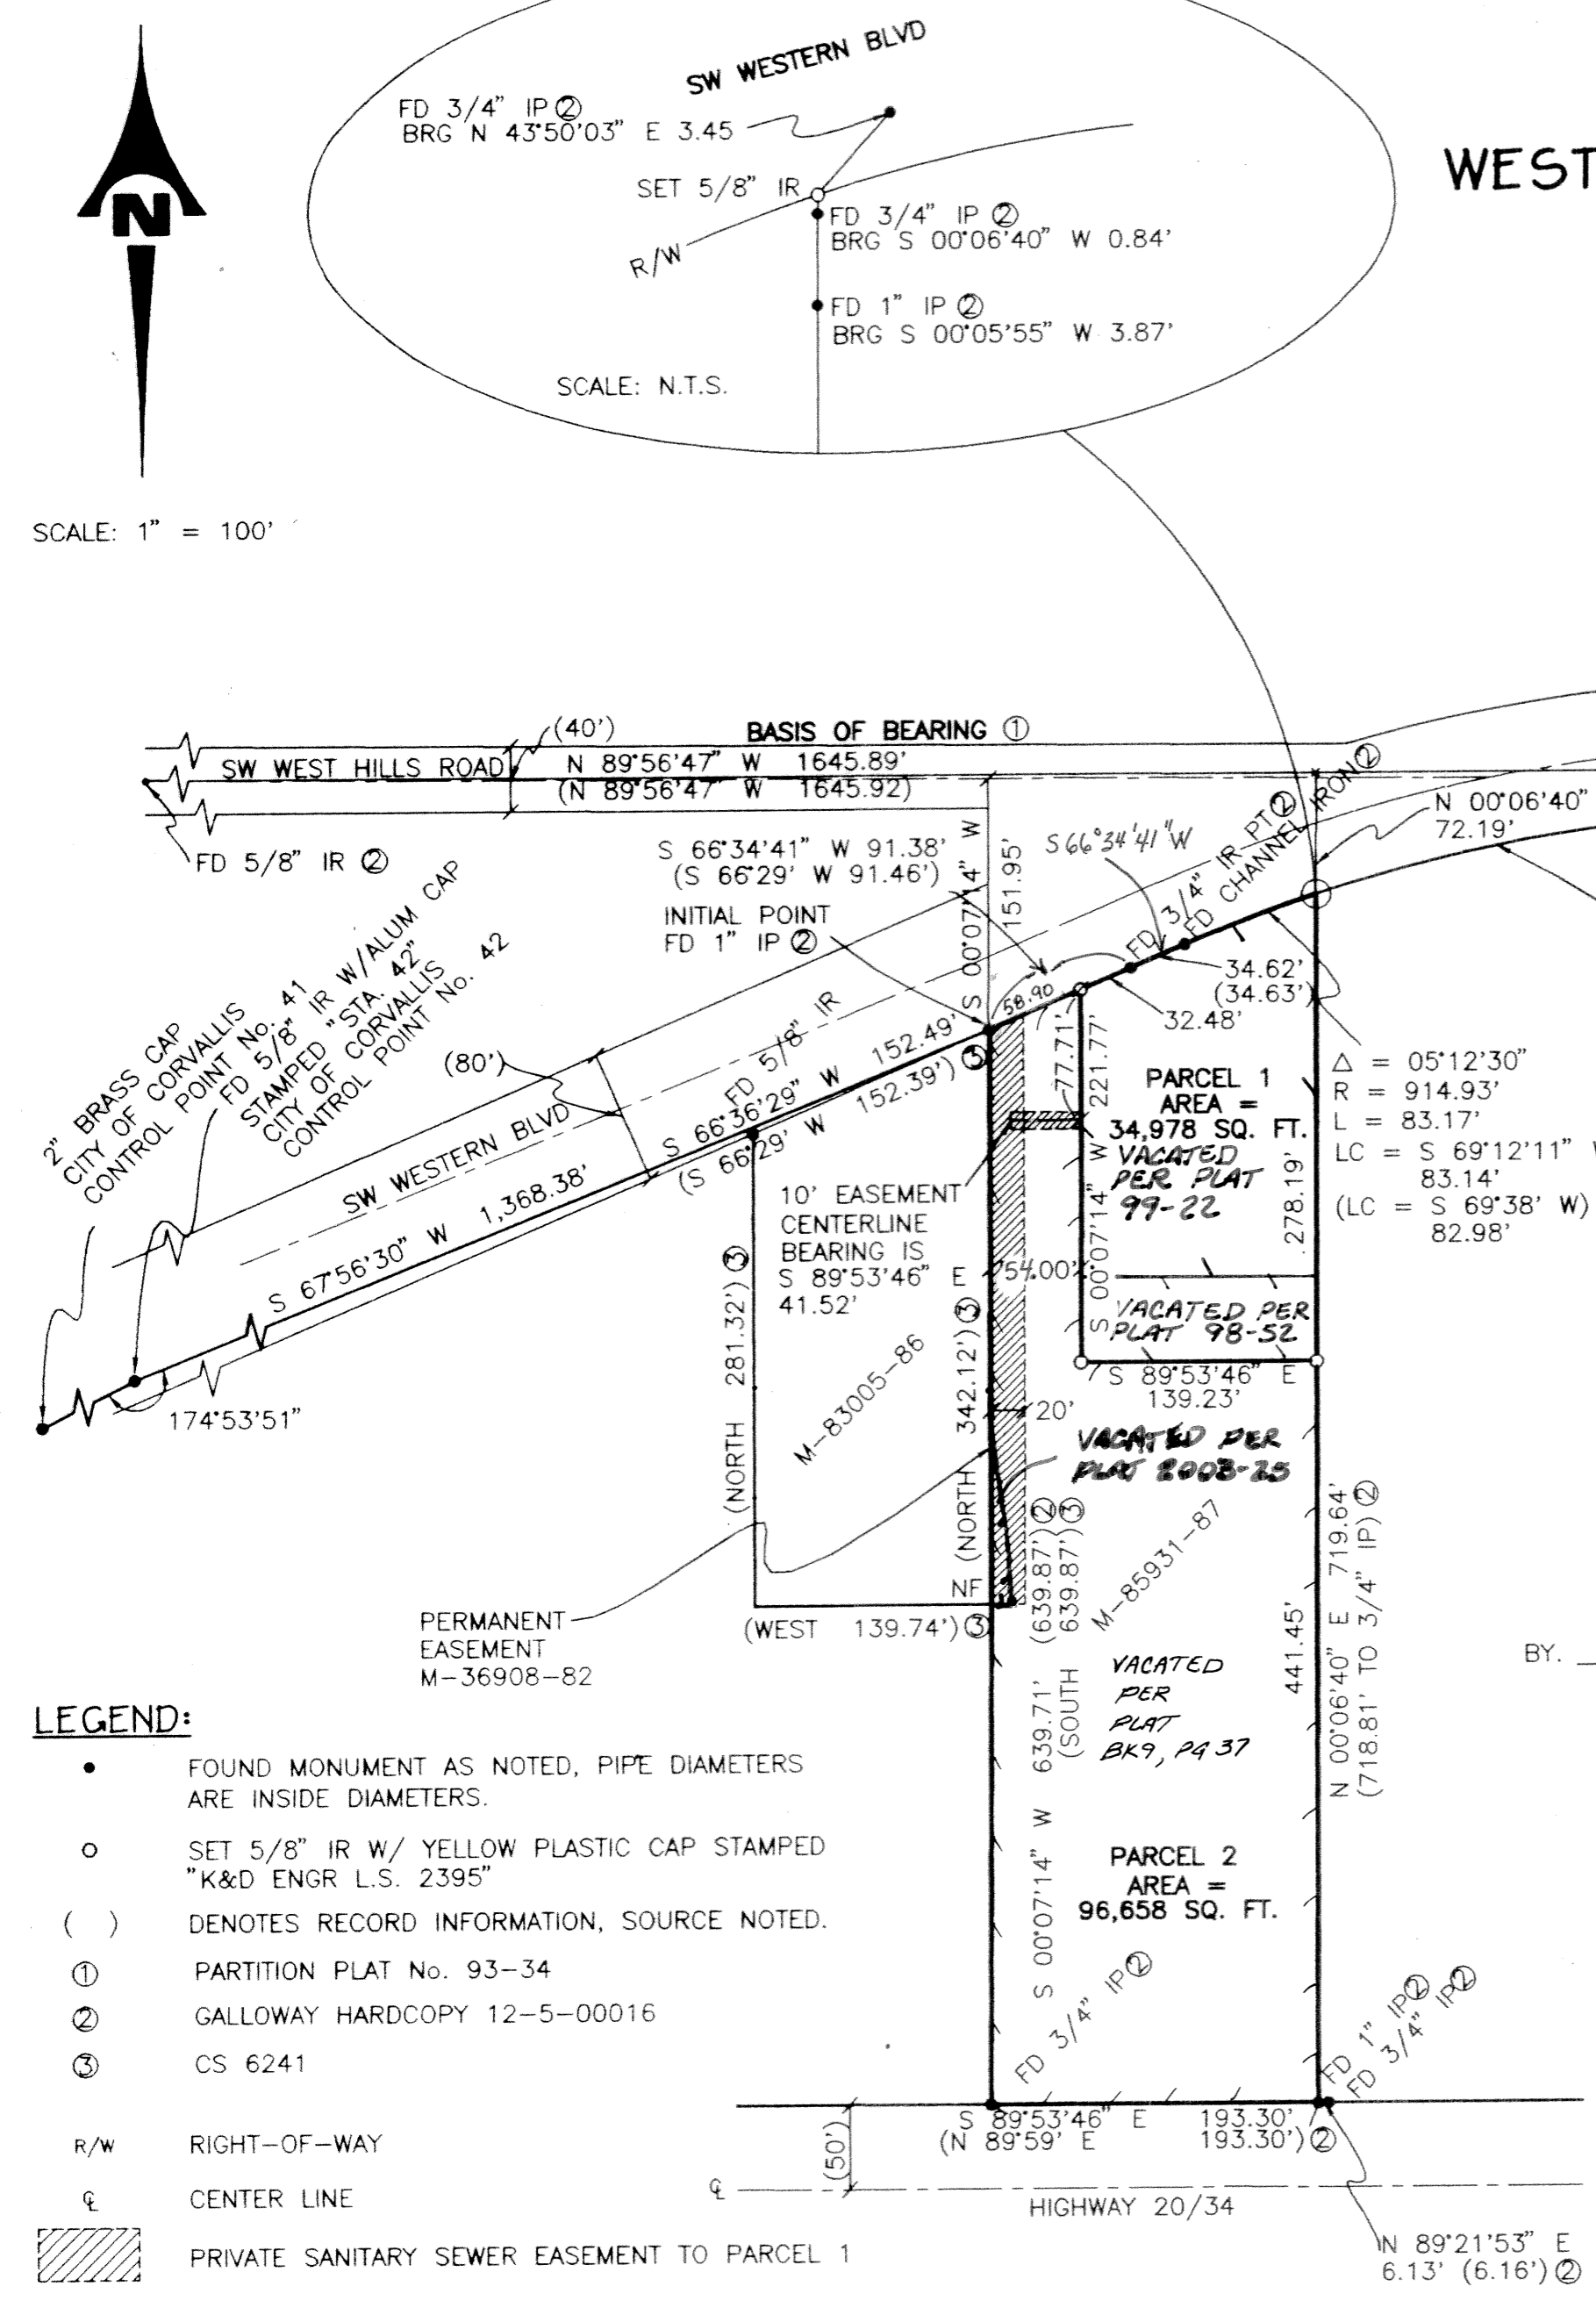 SW WESTERN BLVD
FD 3/4" IP ②
BRG N 43°50'03" E 3.45
SET 5/8" IR
FD 3/4" IP ②
BRG S 00°06'40" W 0.84'
R/W
FD 1" IP ②
BRG S 00°05'55" W 3.87'
SCALE: N.T.S.
N
WEST
SCALE: 1" = 100'
(40')
BASIS OF BEARING ①
SW WEST HILLS ROAD
N 89°56'47" W 1645.89'
(N 89°56'47" W 1645.92)
FD 5/8" IR ②
S 66°34'41" W 91.38'
(S 66°29' W 91.46')
INITIAL POINT
FD 1" IP ②
S 00°07'14" W
151.95'
S 66°34'41" W
FD 3/4" IR PT ②
FD CHANNEL IRON ②
N 00°06'40"
72.19'
2" BRASS CAP
CITY OF CORVALLIS
CONTROL POINT No. 41
FD 5/8" IR W/ALUM CAP
STAMPED "STA. 42"
CITY OF CORVALLIS
CONTROL POINT No. 42
(80')
SW WESTERN BLVD
FD 5/8" IR
S 66°36'29" W 152.49'
(S 66°29' W 152.39') ③
S 67°56'30" W 1,368.38'
174°53'51"
58.90
34.62'
(34.63')
32.48'
77.71'
S 00°07'14" W 221.77'
PARCEL 1
AREA =
34,978 SQ. FT.
VACATED
PER PLAT
99-22
278.19'
Δ = 05°12'30"
R = 914.93'
L = 83.17'
LC = S 69°12'11" W
83.14'
(LC = S 69°38' W)
82.98'
10' EASEMENT
CENTERLINE
BEARING IS
S 89°53'46" E
41.52'
54.00'
VACATED PER
PLAT 98-52
S 89°53'46" E
139.23'
(NORTH 281.32') ③
M-83005-86
(NORTH 342.12') ③
20'
VACATED PER
PLAT 2003-25
NF
(WEST 139.74') ③
PERMANENT
EASEMENT
M-36908-82
S 00°07'14" W 639.71' (639.87') ②
(SOUTH 639.87') ③
M-85931-87
441.45'
N 00°06'40" E 719.64'
(718.81' TO 3/4" IP) ②
BY.
VACATED
PER
PLAT
BK9, PG 37
PARCEL 2
AREA =
96,658 SQ. FT.
FD 3/4" IP ②
FD 1" IP ②
FD 3/4" IP ②
S 89°53'46" E 193.30'
(N 89°59' E 193.30') ②
(50')
℄
HIGHWAY 20/34
N 89°21'53" E
6.13' (6.16') ②
LEGEND:
FOUND MONUMENT AS NOTED, PIPE DIAMETERS
ARE INSIDE DIAMETERS.
SET 5/8" IR W/ YELLOW PLASTIC CAP STAMPED
"K&D ENGR L.S. 2395"
( ) DENOTES RECORD INFORMATION, SOURCE NOTED.
① PARTITION PLAT No. 93-34
② GALLOWAY HARDCOPY 12-5-00016
③ CS 6241
R/W RIGHT-OF-WAY
℄ CENTER LINE
PRIVATE SANITARY SEWER EASEMENT TO PARCEL 1